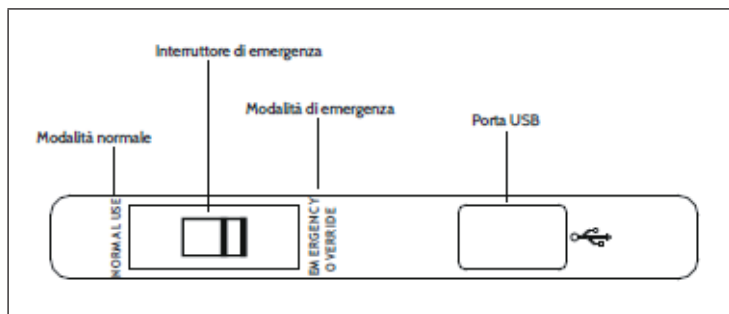 Interruttore di emergenza
Modalità di emergenza
Porta USB
Modalità normale
NORMAL USE
EMERGENCY
OVERRIDE